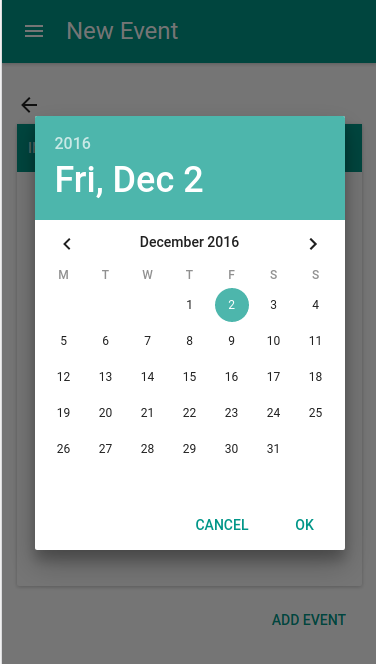 New Event
2016
Fri, Dec 2
December 2016
M T W T F S S
1 2 3 4
5 6 7 8 9 10 11
12 13 14 15 16 17 18
19 20 21 22 23 24 25
26 27 28 29 30 31
CANCEL OK
ADD EVENT